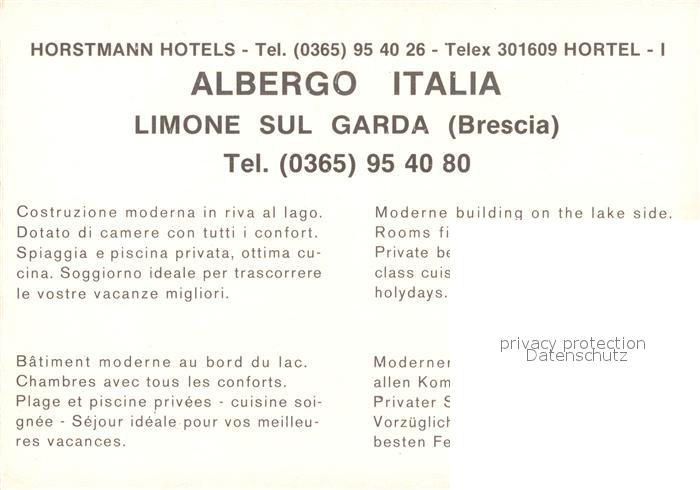 HORSTMANN HOTELS - Tel. (0365) 95 40 26 - Telex 301609 HORTEL - I
ALBERGO ITALIA
LIMONE SUL GARDA (Brescia)
Tel. (0365) 95 40 80
Costruzione moderna in riva al lago.
Dotato di camere con tutti i confort.
Spiaggia e piscina privata, ottima cu-
cina. Soggiorno ideale per trascorrere
le vostre vacanze migliori.
Moderne building on the lake side.
Rooms
Private
class
holydays.
privacy protection
Datenschutz
Bâtiment moderne au bord du lac.
Chambres avec tous les conforts.
Plage et piscine privées - cuisine soi-
gnée - Séjour idéale pour vos meilleu-
res vacances.
allen
Privater
besten